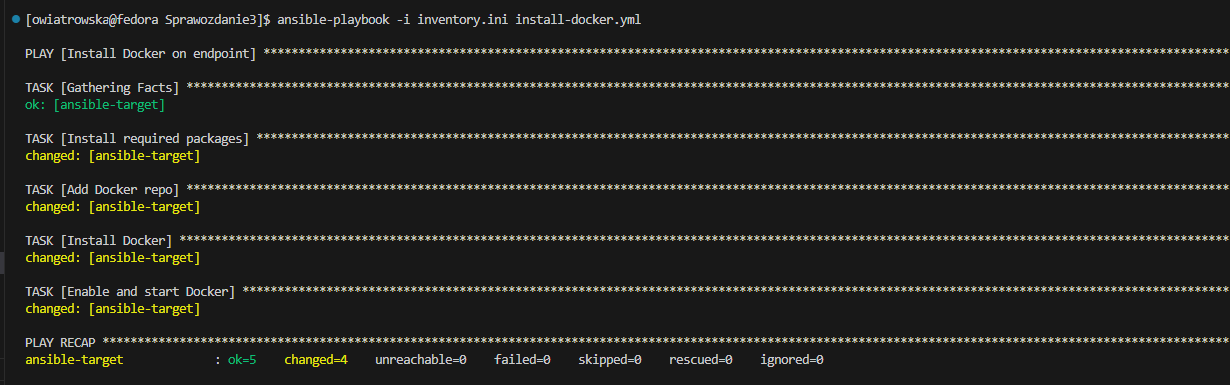 [owiatrowska@fedora Sprawozdanie3]$ ansible-playbook -i inventory.ini install-docker.yml
PLAY [Install Docker on endpoint] ****************************************************************************************************************************************
TASK [Gathering Facts] ***************************************************************************************************************************************************
ok: [ansible-target]
TASK [Install required packages] *****************************************************************************************************************************************
changed: [ansible-target]
TASK [Add Docker repo] ***************************************************************************************************************************************************
changed: [ansible-target]
TASK [Install Docker] ****************************************************************************************************************************************************
changed: [ansible-target]
TASK [Enable and start Docker] *******************************************************************************************************************************************
changed: [ansible-target]
PLAY RECAP ***************************************************************************************************************************************************************
ansible-target             : ok=5    changed=4    unreachable=0    failed=0    skipped=0    rescued=0    ignored=0